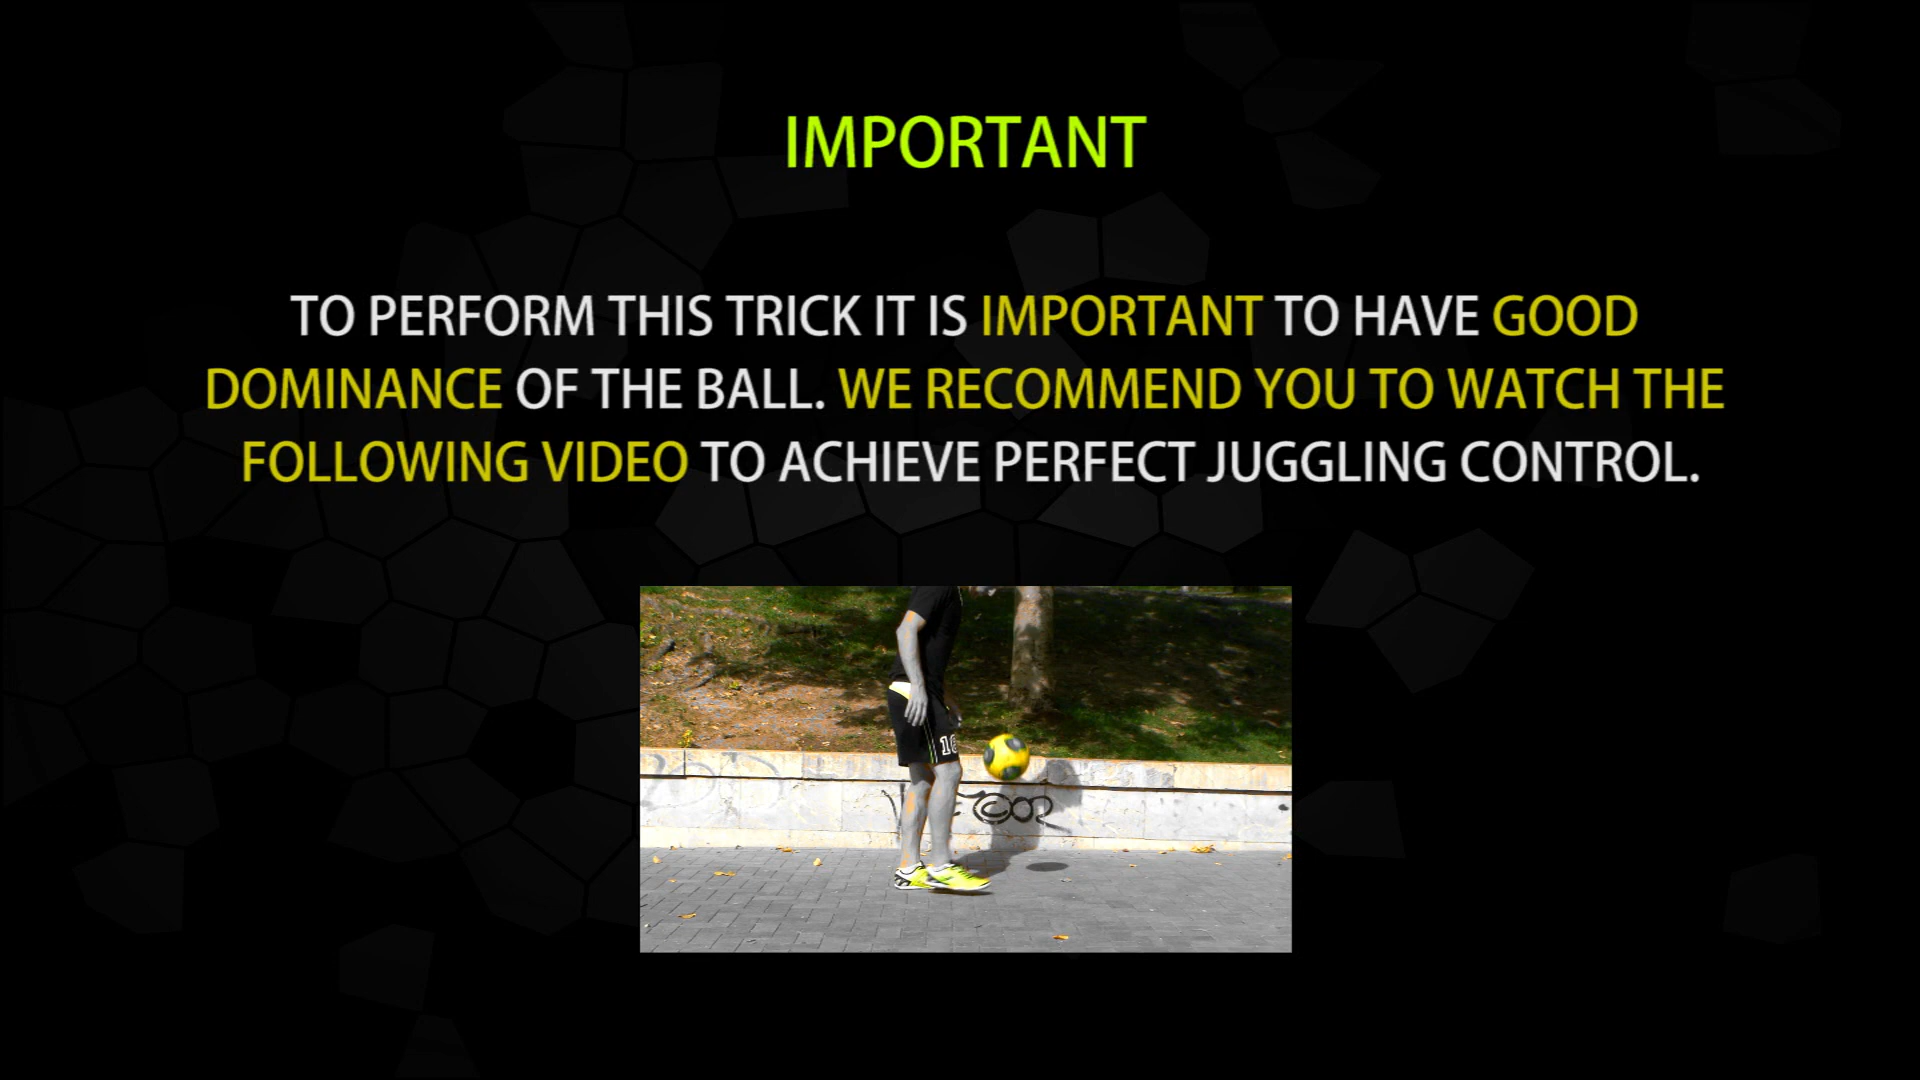 IMPORTANT
TO PERFORM THIS TRICK IT IS IMPORTANT TO HAVE GOOD
DOMINANCE OF THE BALL. WE RECOMMEND YOU TO WATCH THE
FOLLOWING VIDEO TO ACHIEVE PERFECT JUGGLING CONTROL.